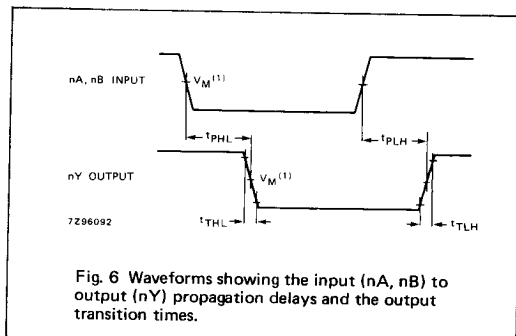 nA, nB INPUT
VM(1)
tPHL
tPLH
nY OUTPUT
VM(1)
7Z96092
tTHL
tTLH
Fig. 6 Waveforms showing the input (nA, nB) to
output (nY) propagation delays and the output
transition times.